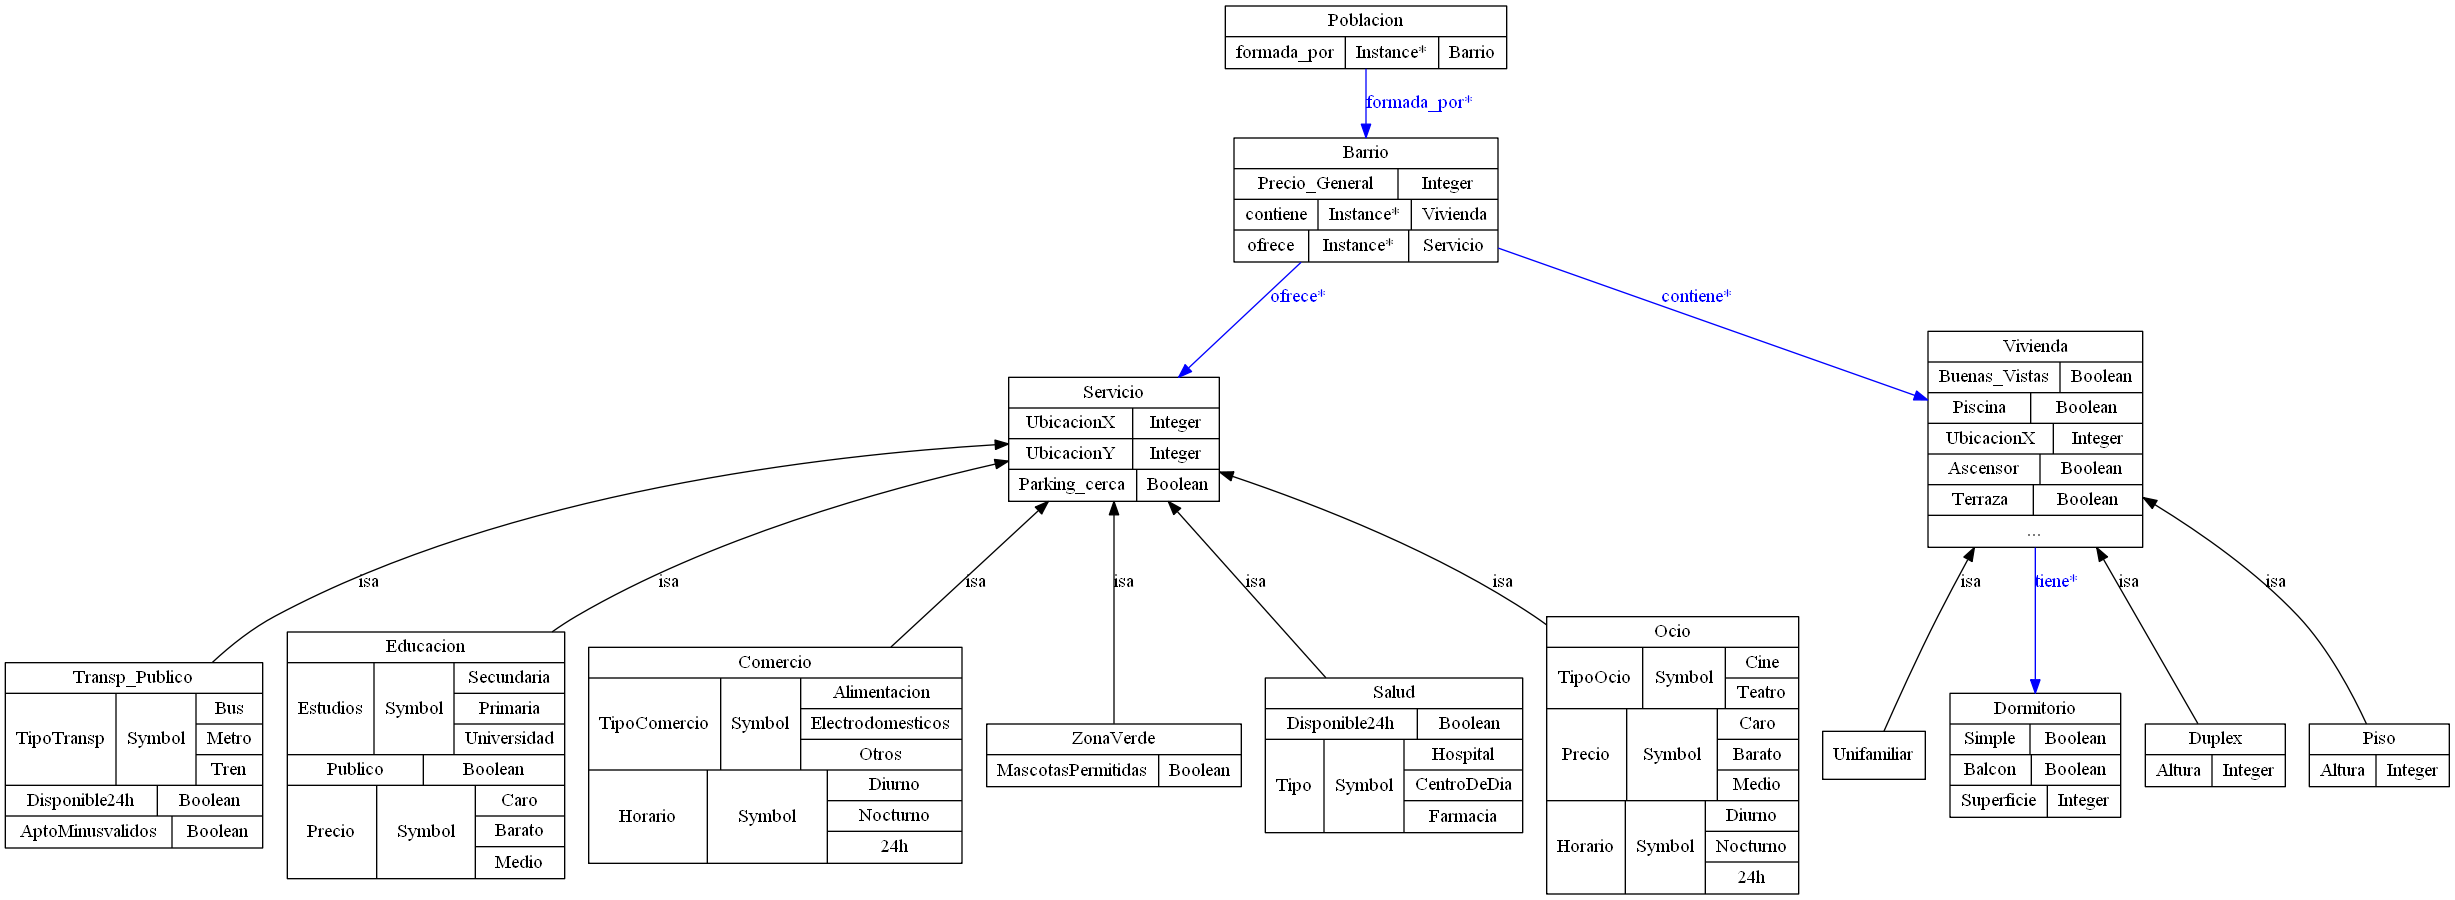 Poblacion
formada_por Instance* Barrio
formada_por*
Barrio
Precio_General Integer
contiene Instance* Vivienda
ofrece Instance* Servicio
ofrece*
contiene*
Servicio
UbicacionX Integer
UbicacionY Integer
Parking_cerca Boolean
Vivienda
Buenas_Vistas Boolean
Piscina Boolean
UbicacionX Integer
Ascensor Boolean
Terraza Boolean
...
isa
isa
isa
isa
isa
isa
isa
tiene*
isa
isa
Transp_Publico
TipoTransp Symbol
Bus
Metro
Tren
Disponible24h Boolean
AptoMinusvalidos Boolean
Educacion
Estudios Symbol
Secundaria
Primaria
Universidad
Publico Boolean
Precio Symbol
Caro
Barato
Medio
Comercio
TipoComercio Symbol
Alimentacion
Electrodomesticos
Otros
Horario Symbol
Diurno
Nocturno
24h
ZonaVerde
MascotasPermitidas Boolean
Salud
Disponible24h Boolean
Tipo Symbol
Hospital
CentroDeDia
Farmacia
Ocio
TipoOcio Symbol
Cine
Teatro
Precio Symbol
Caro
Barato
Medio
Horario Symbol
Diurno
Nocturno
24h
Unifamiliar
Dormitorio
Simple Boolean
Balcon Boolean
Superficie Integer
Duplex
Altura Integer
Piso
Altura Integer